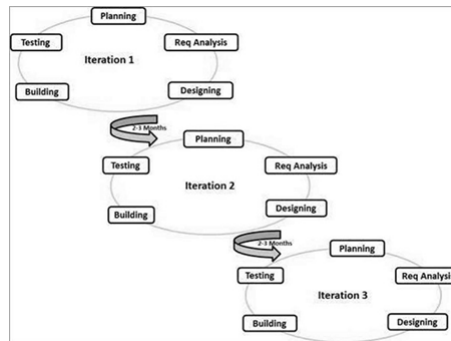 Planning
Testing
Req Analysis
Iteration 1
Building
Designing
2-3 Months
Planning
Testing
Req Analysis
Iteration 2
Building
Designing
2-3 Months
Planning
Testing
Req Analysis
Iteration 3
Building
Designing